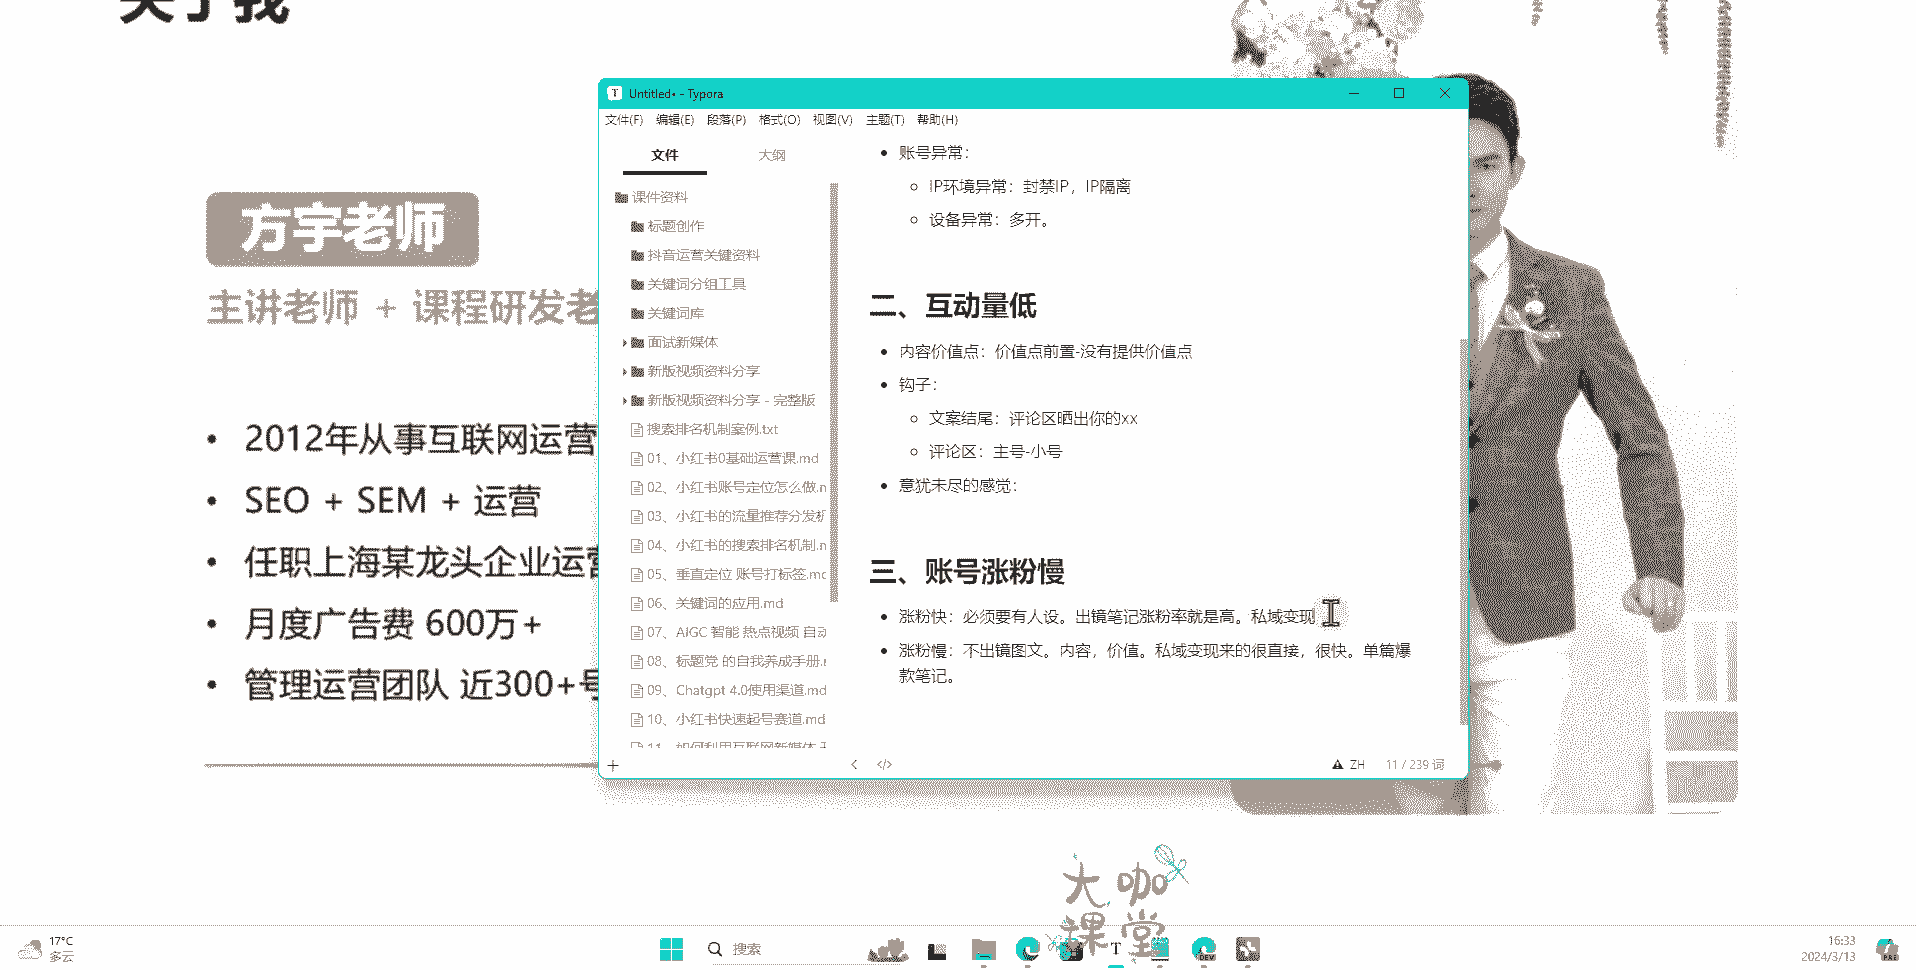 关于我
方宇老师
主讲老师 + 课程研发老
2012年从事互联网运营
SEO + SEM + 运营
任职上海某龙头企业运营
月度广告费 600万+
管理运营团队 近300+号
Untitled• - Typora
文件(F) 编辑(E) 段落(P) 格式(O) 视图(V) 主题(T) 帮助(H)
文件 大纲
课件资料
标题创作
抖音运营关键资料
关键词分组工具
关键词库
面试新媒体
新版视频资料分享
新版视频资料分享 - 完整版
搜索排名机制案例.txt
01、小红书0基础运营课.md
02、小红书账号定位怎么做.m
03、小红书的流量推荐分发机
04、小红书的搜索排名机制.m
05、垂直定位 账号打标签.mc
06、关键词的应用.md
07、AIGC 智能 热点视频 自动
08、标题党 的自我养成手册.r
09、Chatgpt 4.0使用渠道.md
10、小红书快速起号赛道.md
11、如何利用互联网新媒体
账号异常：
IP环境异常：封禁IP，IP隔离
设备异常：多开。
二、互动量低
内容价值点：价值点前置-没有提供价值点
钩子：
文案结尾：评论区晒出你的xx
评论区：主号-小号
意犹未尽的感觉：
三、账号涨粉慢
涨粉快：必须要有人设。出镜笔记涨粉率就是高。私域变现
涨粉慢：不出镜图文。内容，价值。私域变现来的很直接，很快。单篇爆
款笔记。
ZH 11 / 239 词
大咖
课堂
17°C
多云
搜索
DEV
16:33
2024/3/13
PRE